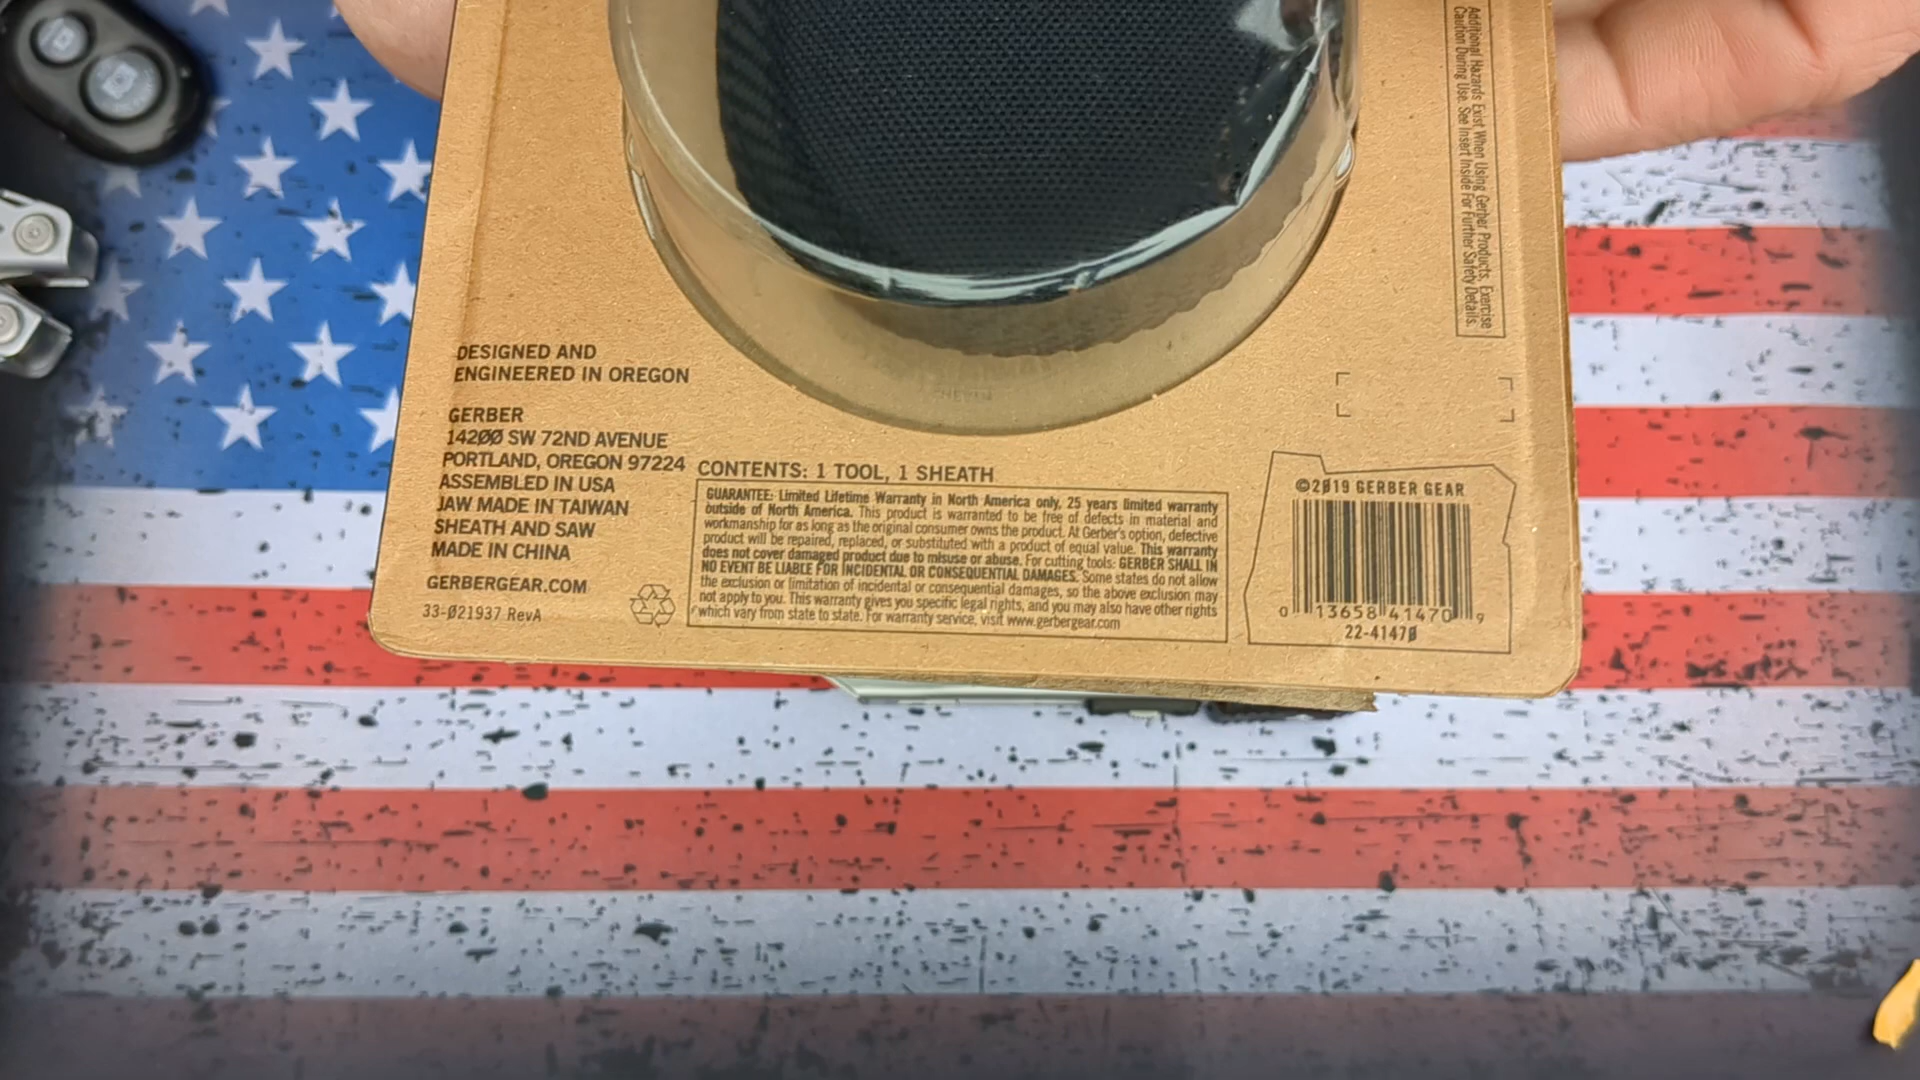 Additional Hazards Exist When Using Gerber Products, Exercise
Caution During Use. See Insert Inside For Further Safety Details.
DESIGNED AND
ENGINEERED IN OREGON
GERBER
142ØØ SW 72ND AVENUE
PORTLAND, OREGON 97224
ASSEMBLED IN USA
JAW MADE IN TAIWAN
SHEATH AND SAW
MADE IN CHINA
GERBERGEAR.COM
33-Ø21937 RevA
CONTENTS: 1 TOOL, 1 SHEATH
GUARANTEE: Limited Lifetime Warranty in North America only, 25 years limited warranty
outside of North America. This product is warranted to be free of defects in material and
workmanship for as long as the original consumer owns the product. At Gerber's option, defective
product will be repaired, replaced, or substituted with a product of equal value. This warranty
does not cover damaged product due to misuse or abuse. For cutting tools: GERBER SHALL IN
NO EVENT BE LIABLE FOR INCIDENTAL OR CONSEQUENTIAL DAMAGES. Some states do not allow
the exclusion or limitation of incidental or consequential damages, so the above exclusion may
not apply to you. This warranty gives you specific legal rights, and you may also have other rights
which vary from state to state. For warranty service, visit www.gerbergear.com
©2Ø19 GERBER GEAR
0 13658 41470 9
22-4147Ø